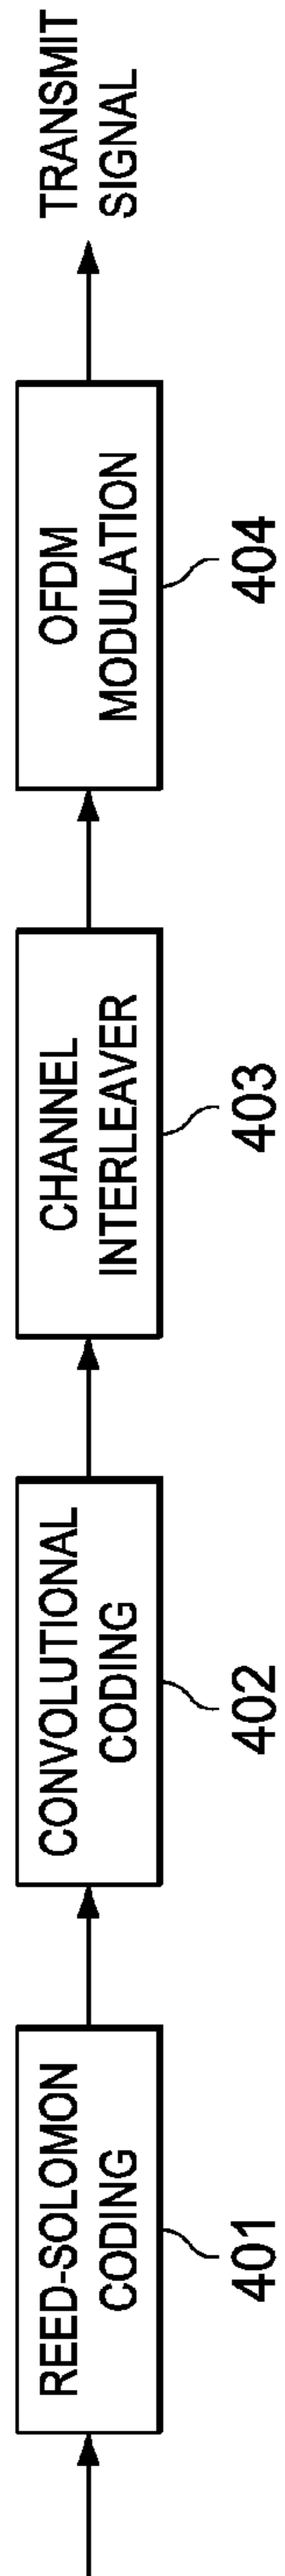 REED-SOLOMON
CODING
401
CONVOLUTIONAL
CODING
402
CHANNEL
INTERLEAVER
403
OFDM
MODULATION
404
TRANSMIT
SIGNAL